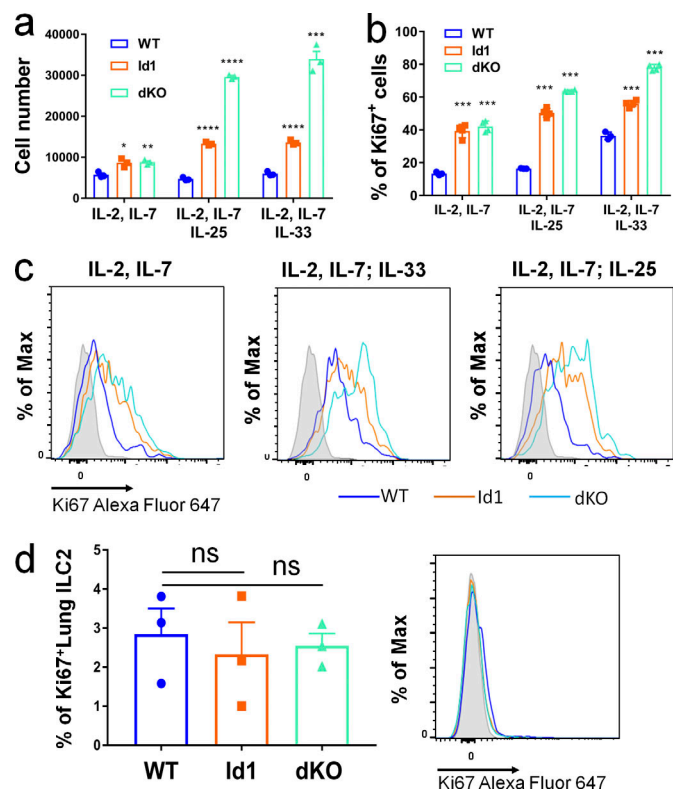 a
Cell number
40000
30000
20000
10000
0
WT
Id1
dKO
* ** **** **** **** ***
IL-2, IL-7 IL-2, IL-7 IL-2, IL-7
IL-25 IL-33
b
% of Ki67+ cells
100
80
60
40
20
0
WT
Id1
dKO
*** *** *** *** *** ***
IL-2, IL-7 IL-2, IL-7 IL-2, IL-7
IL-25 IL-33
c
IL-2, IL-7 IL-2, IL-7; IL-33 IL-2, IL-7; IL-25
% of Max % of Max % of Max
0 0 0
0 0 0
Ki67 Alexa Fluor 647
WT Id1 dKO
d
% of Ki67+Lung ILC2
5
4
3
2
1
0
ns
ns
WT Id1 dKO
% of Max
0
0
Ki67 Alexa Fluor 647